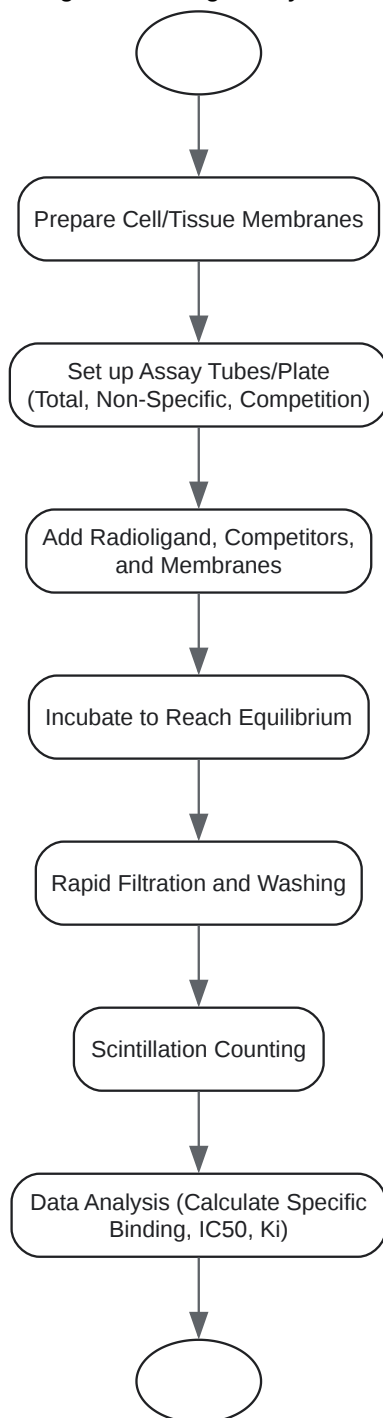 Prepare Cell/Tissue Membranes
Set up Assay Tubes/Plate
(Total, Non-Specific, Competition)
Add Radioligand, Competitors,
and Membranes
Incubate to Reach Equilibrium
Rapid Filtration and Washing
Scintillation Counting
Data Analysis (Calculate Specific
Binding, IC50, Ki)